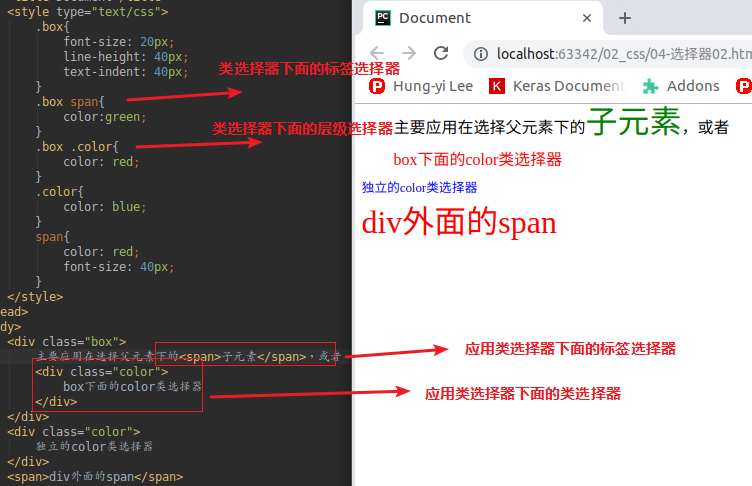 <style type="text/css">
.box{
font-size: 20px;
line-height: 40px;
text-indent: 40px;
}
.box span{
color:green;
}
.box .color{
color: red;
}
.color{
color: blue;
}
span{
color: red;
font-size: 40px;
}
</style>
ead>
dy>
<div class="box">
主要应用在选择父元素下的<span>子元素</span>，或者
<div class="color">
box下面的color类选择器
</div>
</div>
<div class="color">
独立的color类选择器
</div>
<span>div外面的span</span>
类选择器下面的标签选择器
类选择器下面的层级选择器
Document
localhost:63342/02_css/04-选择器02.htm
Hung-yi Lee
Keras Document
Addons
主要应用在选择父元素下的子元素，或者
box下面的color类选择器
独立的color类选择器
div外面的span
应用类选择器下面的标签选择器
应用类选择器下面的类选择器